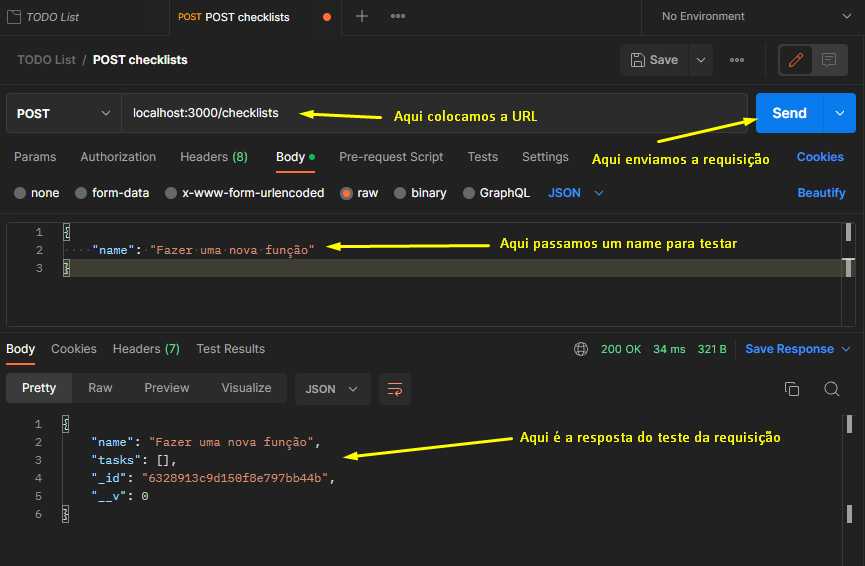 TODO List
POST POST checklists
No Environment
TODO List / POST checklists
Save
POST
localhost:3000/checklists
Aqui colocamos a URL
Send
Aqui enviamos a requisição
Params Authorization Headers (8) Body Pre-request Script Tests Settings Cookies
none form-data x-www-form-urlencoded raw binary GraphQL JSON Beautify
1 {
2 "name": "Fazer uma nova função"
Aqui passamos um name para testar
3 }
Body Cookies Headers (7) Test Results 200 OK 34 ms 321 B Save Response
Pretty Raw Preview Visualize JSON
1 {
2 "name": "Fazer uma nova função",
Aqui é a resposta do teste da requisição
3 "tasks": [],
4 "_id": "6328913c9d150f8e797bb44b",
5 "__v": 0
6 }